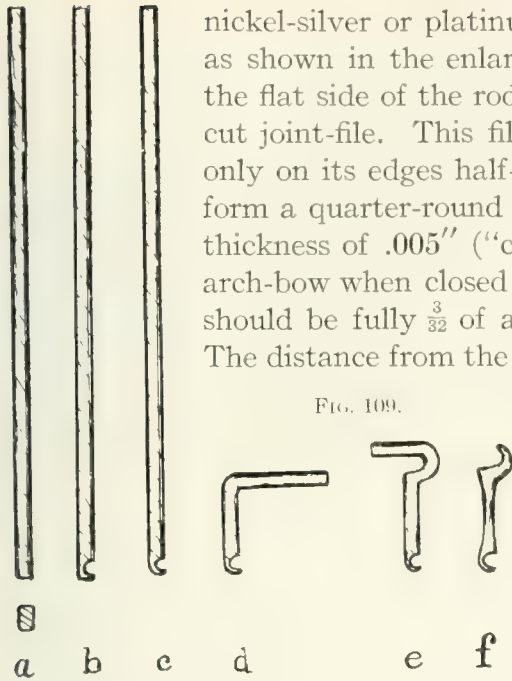 nickel-silver or platinu
as shown in the enlar
the flat side of the rod
cut joint-file. This fil
only on its edges half-
form a quarter-round
thickness of .005″ (“c
arch-bow when closed
should be fully 3/32 of a
The distance from the
Fig. 109.
a b c d e f